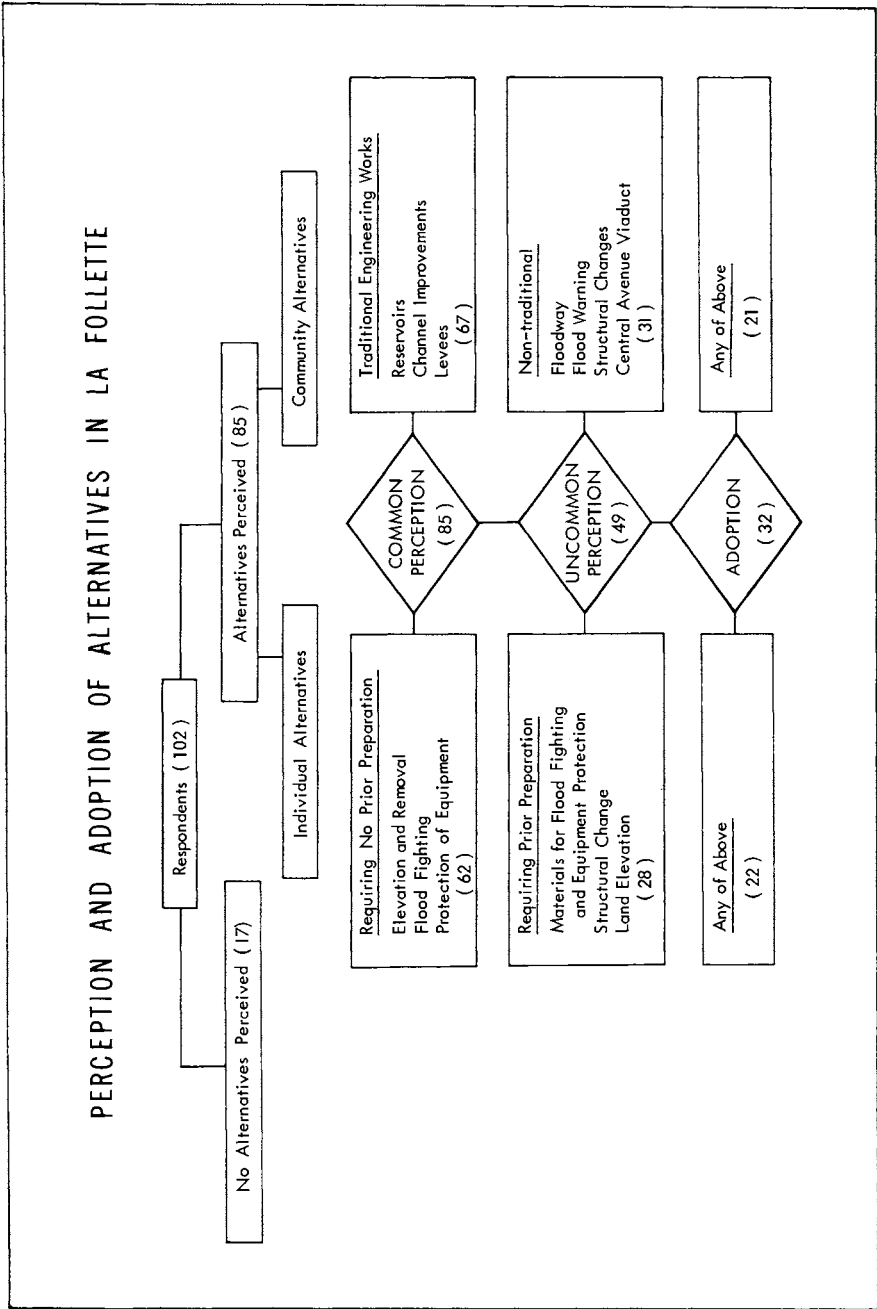 PERCEPTION AND ADOPTION OF ALTERNATIVES IN LA FOLLETTE
Respondents (102)
No Alternatives Perceived (17)
Alternatives Perceived (85)
Individual Alternatives
Community Alternatives
Requiring No Prior Preparation
Elevation and Removal
Flood Fighting
Protection of Equipment
(62)
COMMON
PERCEPTION
(85)
Traditional Engineering Works
Reservoirs
Channel Improvements
Levees
(67)
Requiring Prior Preparation
Materials for Flood Fighting
and Equipment Protection
Structural Change
Land Elevation
(28)
UNCOMMON
PERCEPTION
(49)
Non-traditional
Floodway
Flood Warning
Structural Changes
Central Avenue Viaduct
(31)
Any of Above
(22)
ADOPTION
(32)
Any of Above
(21)